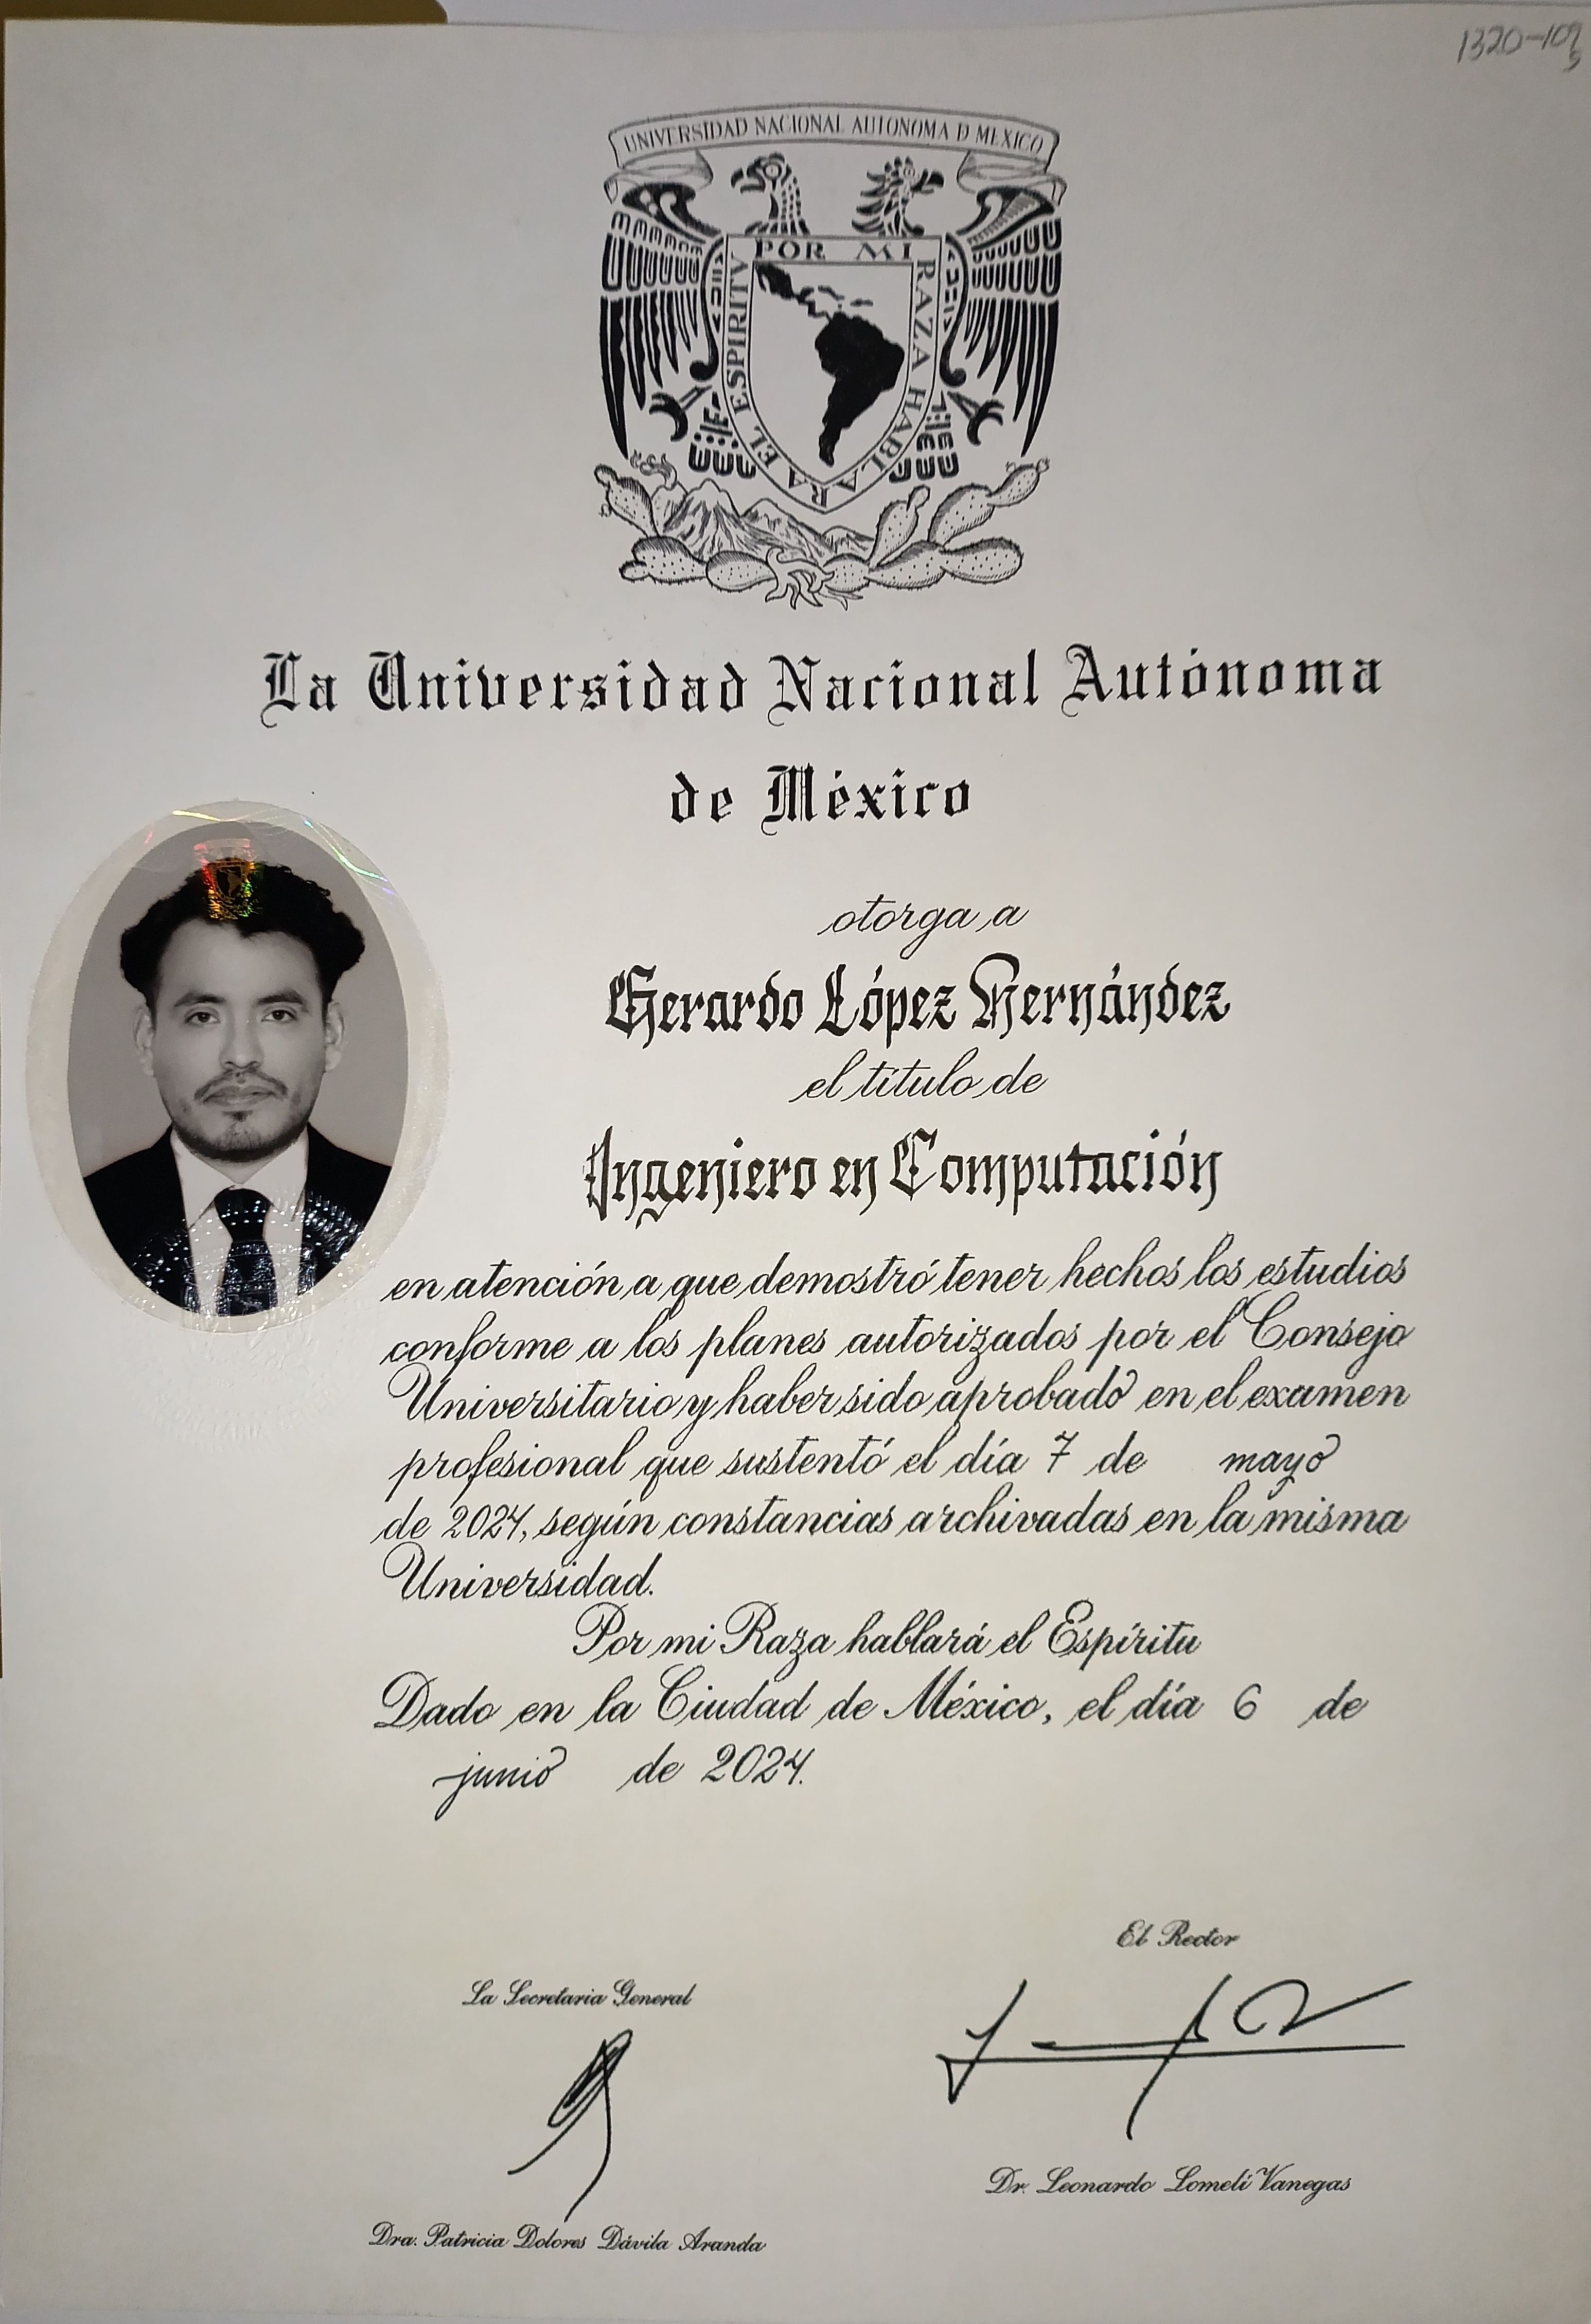 1320-109
5
UNIVERSIDAD NACIONAL AUTONOMA D MEXICO
POR MI RAZA HABLARA EL ESPIRITV
La Universidad Nacional Autónoma
de México
otorga a
Gerardo López Hernández
el título de
Ingeniero en Computación
en atención a que demostró tener hechos los estudios
conforme a los planes autorizados por el Consejo
Universitario y haber sido aprobado en el examen
profesional que sustentó el día 7 de mayo
de 2024, según constancias archivadas en la misma
Universidad.
Por mi Raza hablará el Espíritu
Dado en la Ciudad de México, el día 6 de
junio de 2024.
El Rector
La Secretaria General
Dr. Leonardo Lomelí Vanegas
Dra. Patricia Dolores Dávila Aranda